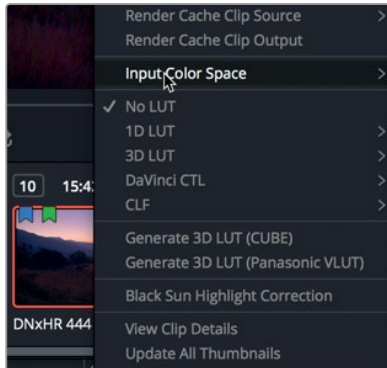 Render Cache Clip Source
Render Cache Clip Output
Input Color Space
No LUT
1D LUT
3D LUT
DaVinci CTL
CLF
Generate 3D LUT (CUBE)
Generate 3D LUT (Panasonic VLUT)
Black Sun Highlight Correction
View Clip Details
Update All Thumbnails
10
DNxHR 444